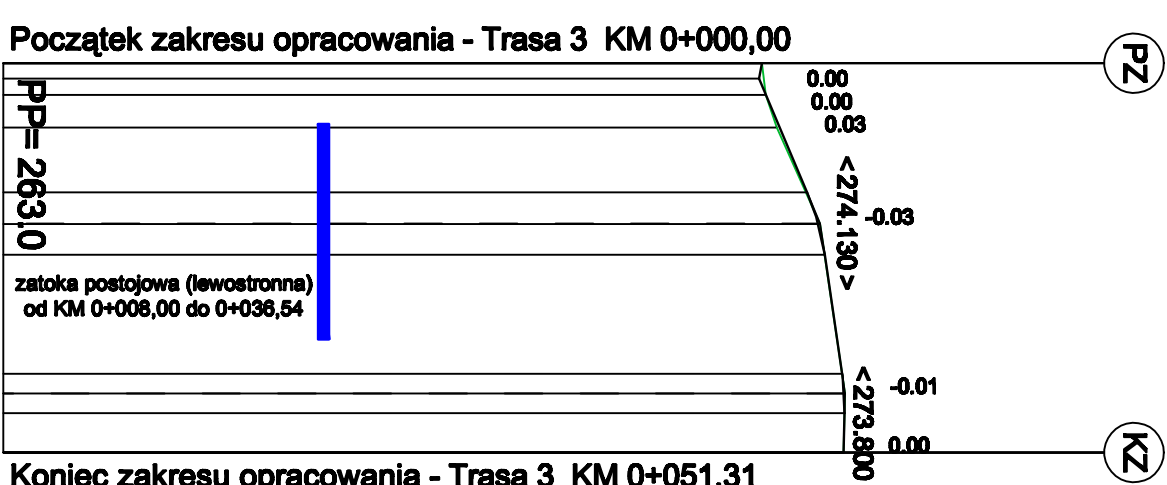 Początek zakresu opracowania - Trasa 3 KM 0+000,00
PZ
0.00
0.00
0.03
PP= 263.0
<274.130>
-0.03
zatoka postojowa (lewostronna)
od KM 0+008,00 do 0+036,54
<273.800
-0.01
0.00
KZ
Koniec zakresu opracowania - Trasa 3 KM 0+051,31